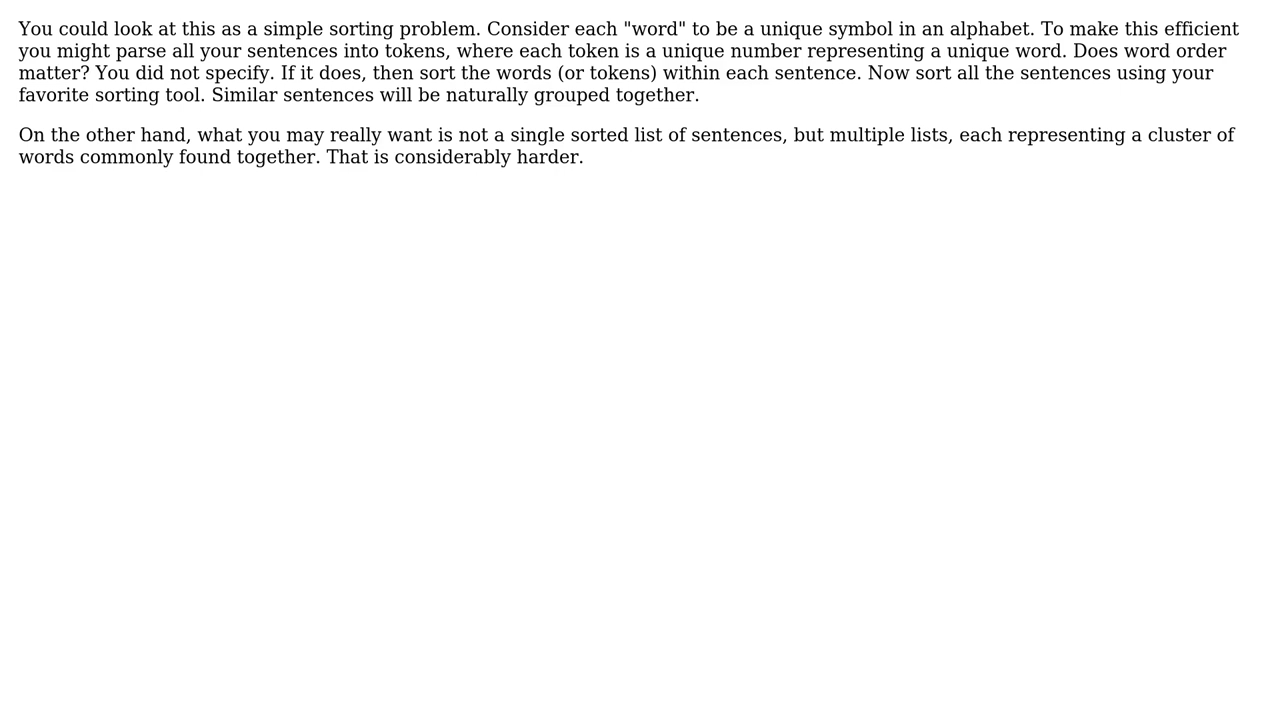 You could look at this as a simple sorting problem. Consider each "word" to be a unique symbol in an alphabet. To make this efficient
you might parse all your sentences into tokens, where each token is a unique number representing a unique word. Does word order
matter? You did not specify. If it does, then sort the words (or tokens) within each sentence. Now sort all the sentences using your
favorite sorting tool. Similar sentences will be naturally grouped together.
On the other hand, what you may really want is not a single sorted list of sentences, but multiple lists, each representing a cluster of
words commonly found together. That is considerably harder.